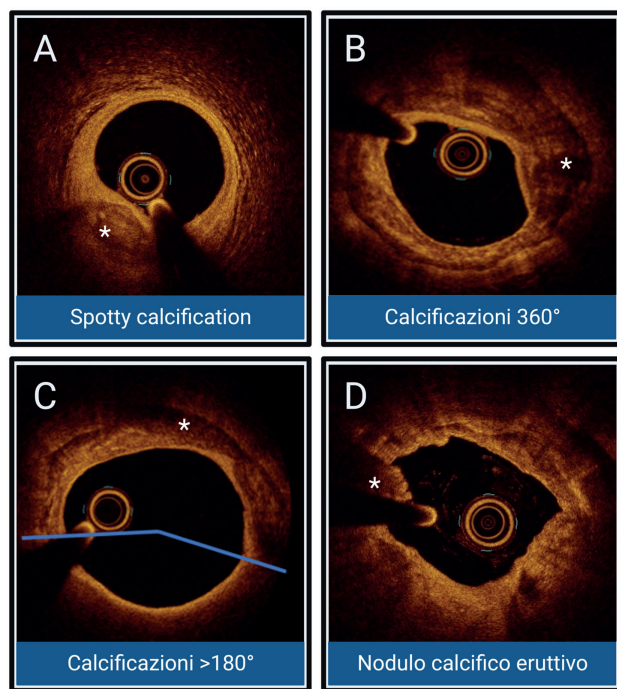 A
*
Spotty calcification
B
*
Calcificazioni 360°
C
*
Calcificazioni >180°
D
*
Nodulo calcifico eruttivo